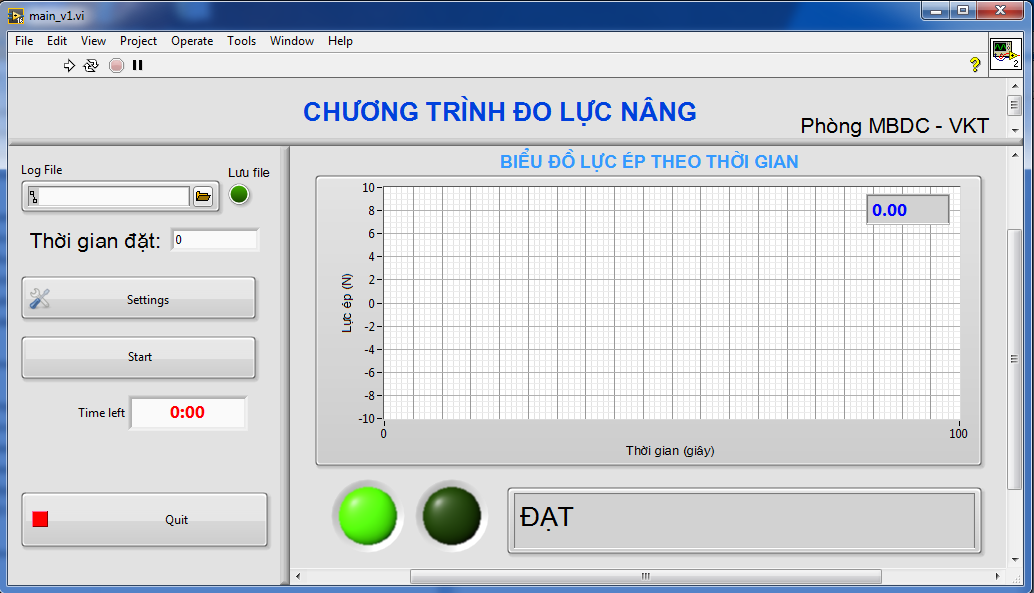 main_v1.vi
File Edit View Project Operate Tools Window Help
2
CHƯƠNG TRÌNH ĐO LỰC NÂNG
Phòng MBDC - VKT
Log File
Lưu file
Thời gian đặt: 0
Settings
Start
Time left 0:00
Quit
BIỂU ĐỒ LỰC ÉP THEO THỜI GIAN
0.00
Lực ép (N)
10
8
6
4
2
0
-2
-4
-6
-8
-10
0 100
Thời gian (giây)
ĐẠT